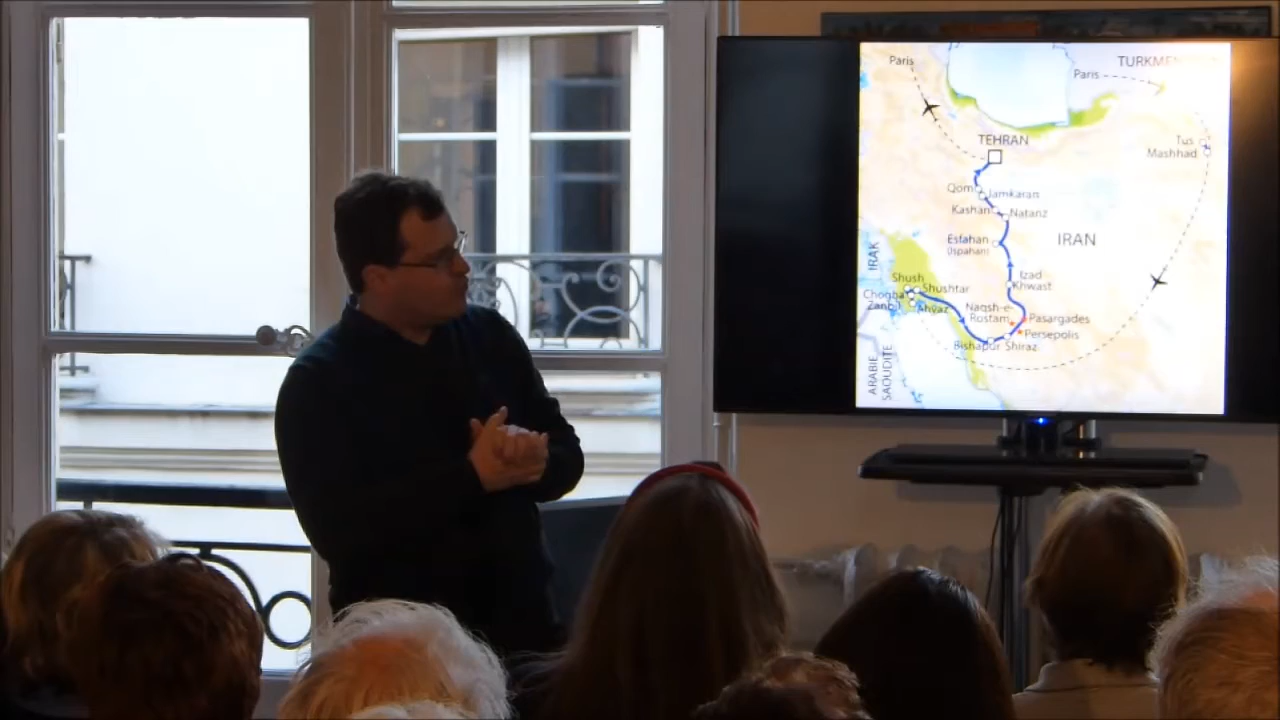 Paris
TURKME
Paris
TEHRAN
Tus
Mashhad
Qom
Jamkaran
Kashan
Natanz
Esfahan
(Ispahan)
IRAN
IRAK
Shush
Shushtar
Izad
Khwast
Chogha
Zanbil
Ahvaz
Naqsh-e
Rostam
Pasargades
Persepolis
Bishapur
Shiraz
ARABIE
SAOUDITE